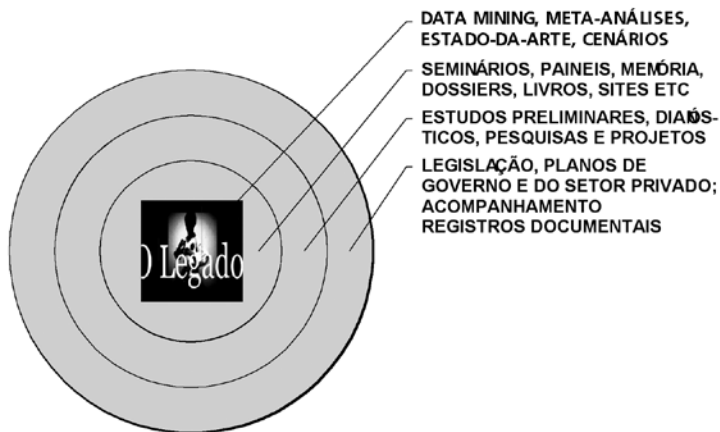 DATA MINING, META-ANÁLISES,
ESTADO-DA-ARTE, CENÁRIOS
SEMINÁRIOS, PAINEIS, MEMÓRIA,
DOSSIERS, LIVROS, SITES ETC
ESTUDOS PRELIMINARES, DIANÓS-
TICOS, PESQUISAS E PROJETOS
LEGISLAÇÃO, PLANOS DE
GOVERNO E DO SETOR PRIVADO;
ACOMPANHAMENTO
REGISTROS DOCUMENTAIS
O Legado